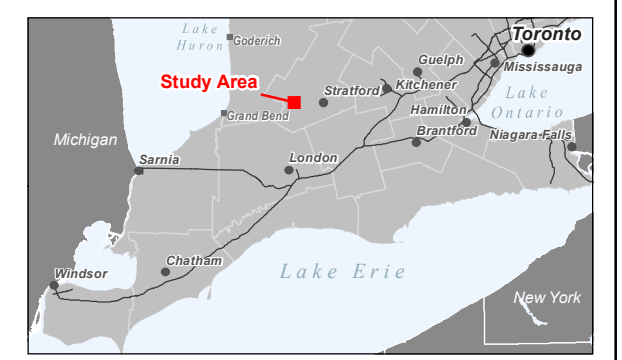 Lake
Huron
Goderich
Toronto
Guelph
Mississauga
Study Area
Stratford
Kitchener
Lake
Ontario
Hamilton
Grand Bend
Brantford
Niagara Falls
Michigan
Sarnia
London
Chatham
Lake Erie
Windsor
New York